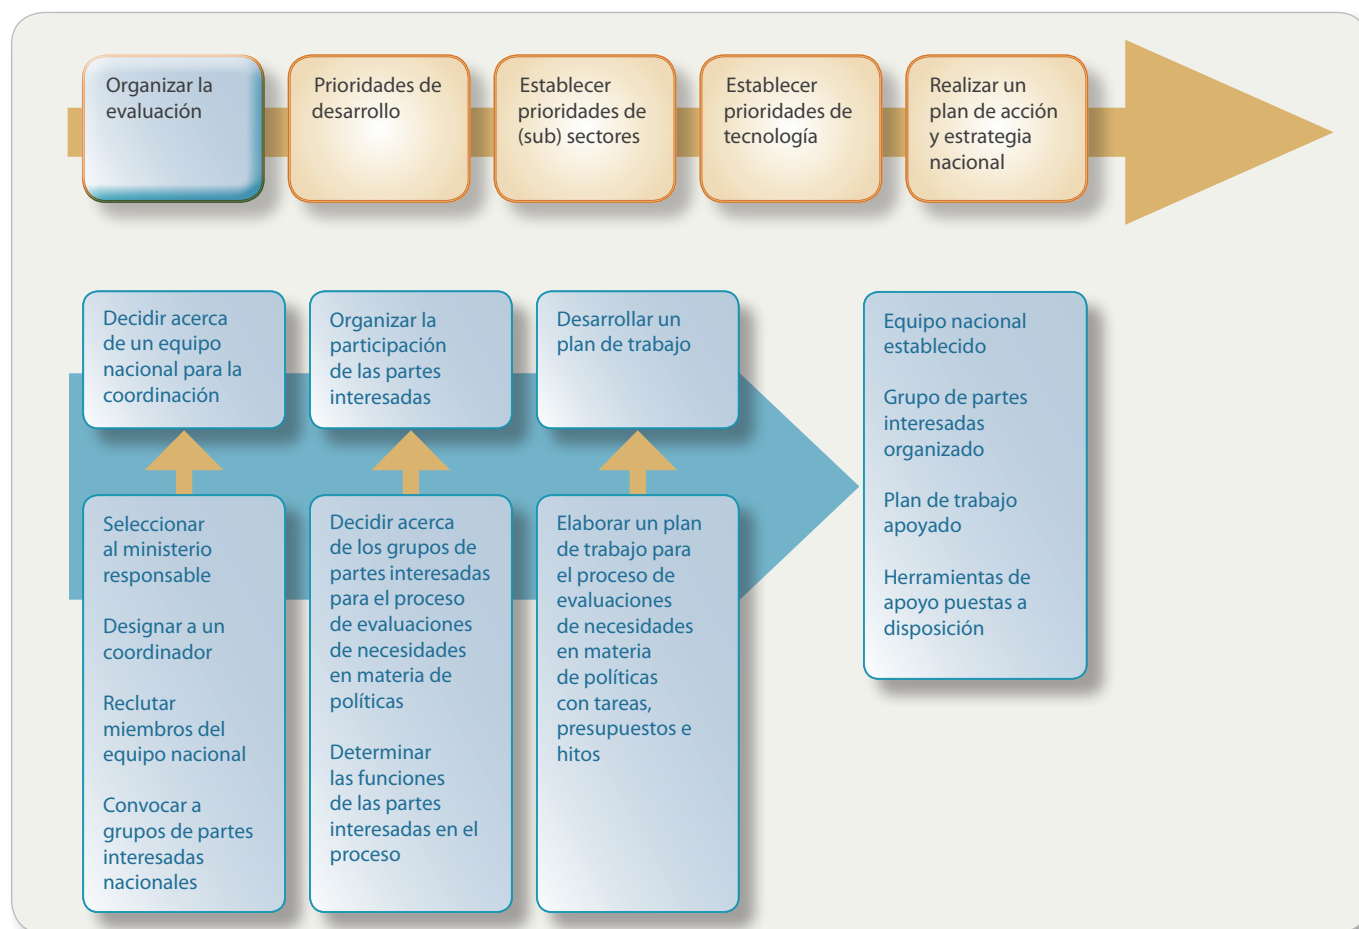 Organizar la
evaluación
Prioridades de
desarrollo
Establecer
prioridades de
(sub) sectores
Establecer
prioridades de
tecnología
Realizar un
plan de acción
y estrategia
nacional
Decidir acerca
de un equipo
nacional para la
coordinación
Organizar la
participación
de las partes
interesadas
Desarrollar un
plan de trabajo
Seleccionar
al ministerio
responsable
Designar a un
coordinador
Reclutar
miembros del
equipo nacional
Convocar a
grupos de partes
interesadas
nacionales
Decidir acerca
de los grupos de
partes interesadas
para el proceso
de evaluaciones
de necesidades
en materia de
políticas
Determinar
las funciones
de las partes
interesadas en el
proceso
Elaborar un plan
de trabajo para
el proceso de
evaluaciones
de necesidades
en materia
de políticas
con tareas,
presupuestos e
hitos
Equipo nacional
establecido
Grupo de partes
interesadas
organizado
Plan de trabajo
apoyado
Herramientas de
apoyo puestas a
disposición